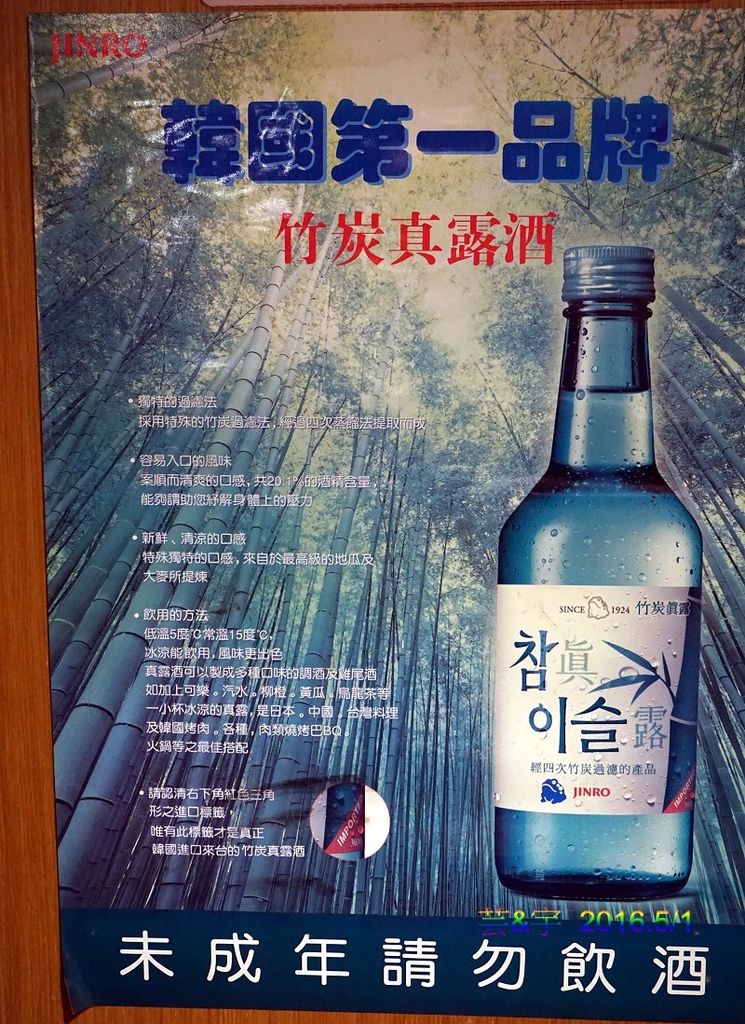 JINRO
韓國第一品牌
竹炭真露酒
• 獨特的過濾法
採用特殊的竹炭過濾法,經過四次蒸餾法提取而成
• 容易入口的風味
案順而清爽的口感,共20.1%的酒精含量,
能夠謂助您紓解身體上的壓力
• 新鮮、清涼的口感
特殊獨特的口感,來自於最高級的地瓜及
大麥所提煉
• 飲用的方法
低溫5度℃常溫15度℃,
冰涼能飲用,風味更出色
真露酒可以製成多種口味的調酒及雞尾酒
如加上可樂。汽水。柳橙。黃瓜。烏龍茶等
一小杯冰涼的真露,是日本。中國。台灣料理
及韓國烤肉。各種,肉類燒烤巴BQ。
火鍋等之最佳搭配
• 請認清右下角紅色三角
形之進口標籤,
唯有此標籤才是真正
韓國進口來台的竹炭真露酒
IMPORTE
SINCE 1924 竹炭眞露
참眞
이슬露
經四次竹炭過濾的產品
JINRO
IMPORTE
芸&宇 2016.5/1.
未成年請勿飲酒